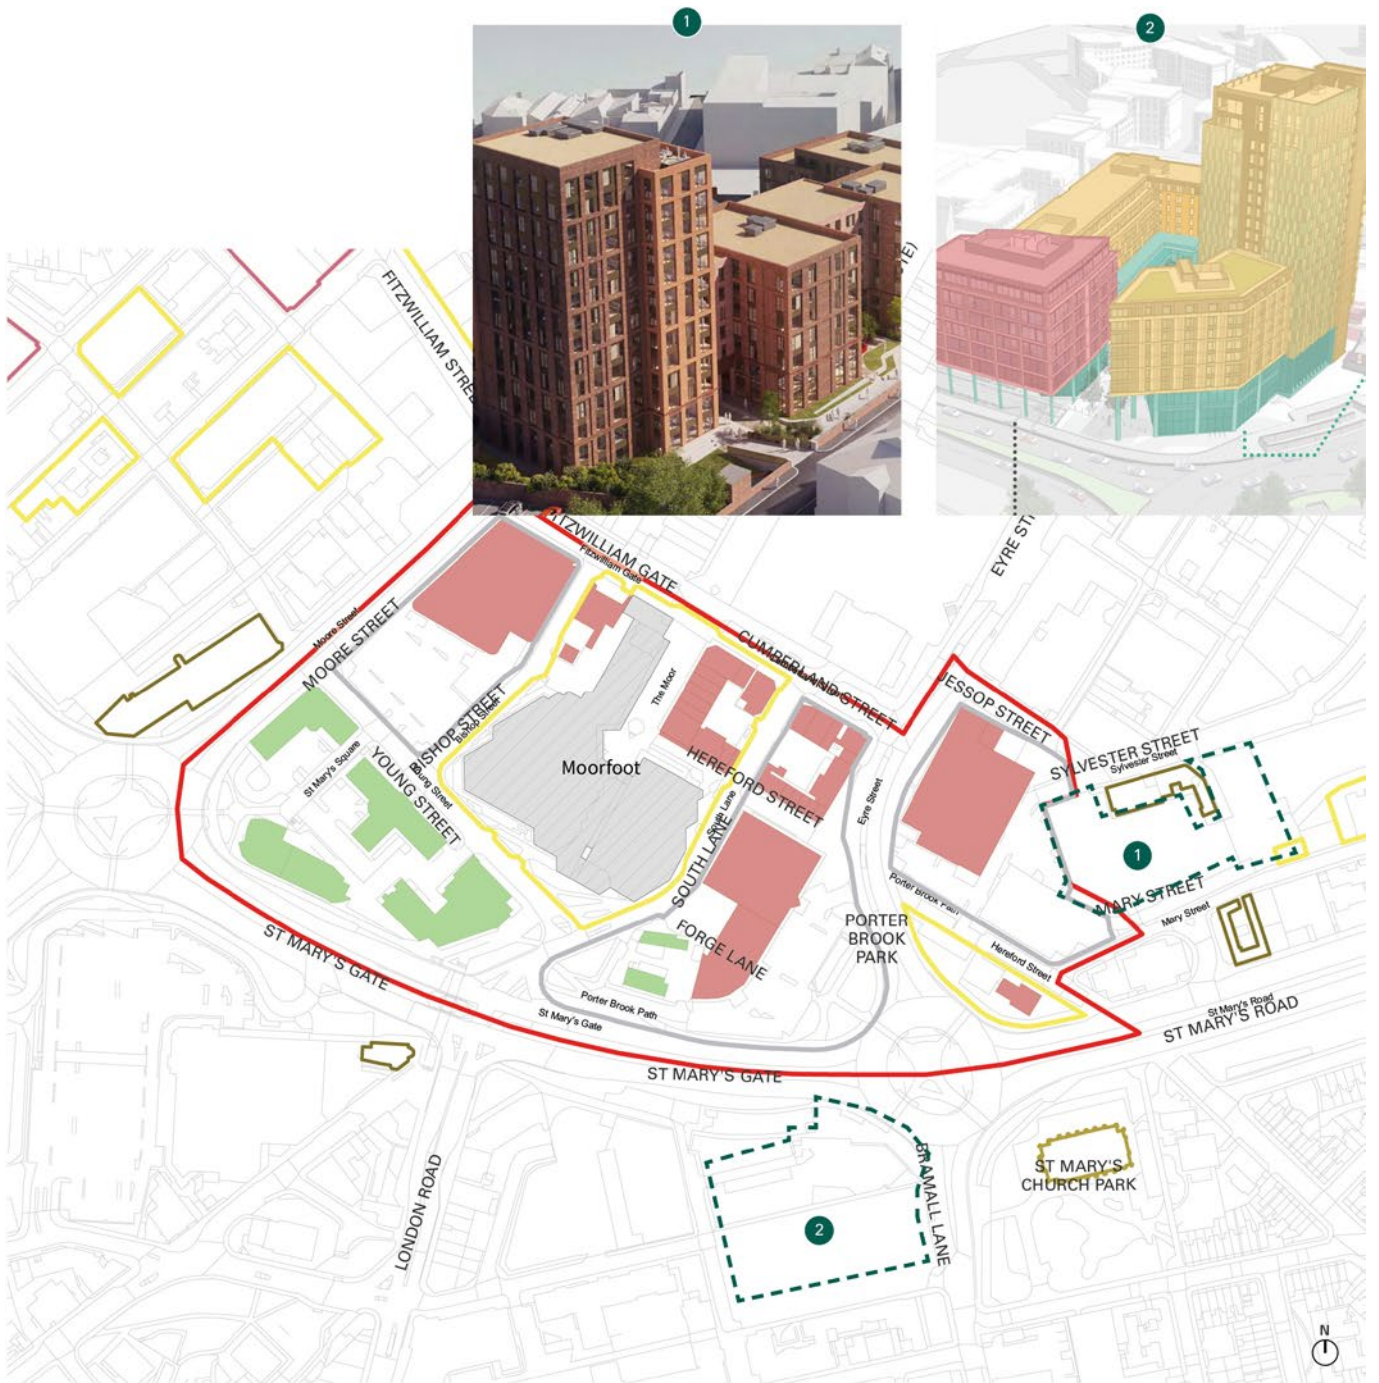 1
2
FITZWILLIAM STREE
EYRE ST
FITZWILLIAM GATE
Fitzwilliam Gate
Moore Street
MOORE STREET
CUMBERLAND STREET
The Moor
JESSOP STREET
BISHOP STREET
Bishop Street
SYLVESTER STREET
Sylvester Street
St Mary's Square
YOUNG STREET
Young Street
Moorfoot
HEREFORD STREET
Eyre Street
South Lane
SOUTH LANE
1
Porter Brook Path
MARY STREET
Mary Street
PORTER
BROOK
PARK
FORGE LANE
Hereford Street
ST MARY'S GATE
Porter Brook Path
St Mary's Gate
St Mary's Road
ST MARY'S ROAD
ST MARY'S GATE
BRAMALL LANE
ST MARY'S
CHURCH PARK
LONDON ROAD
2
N